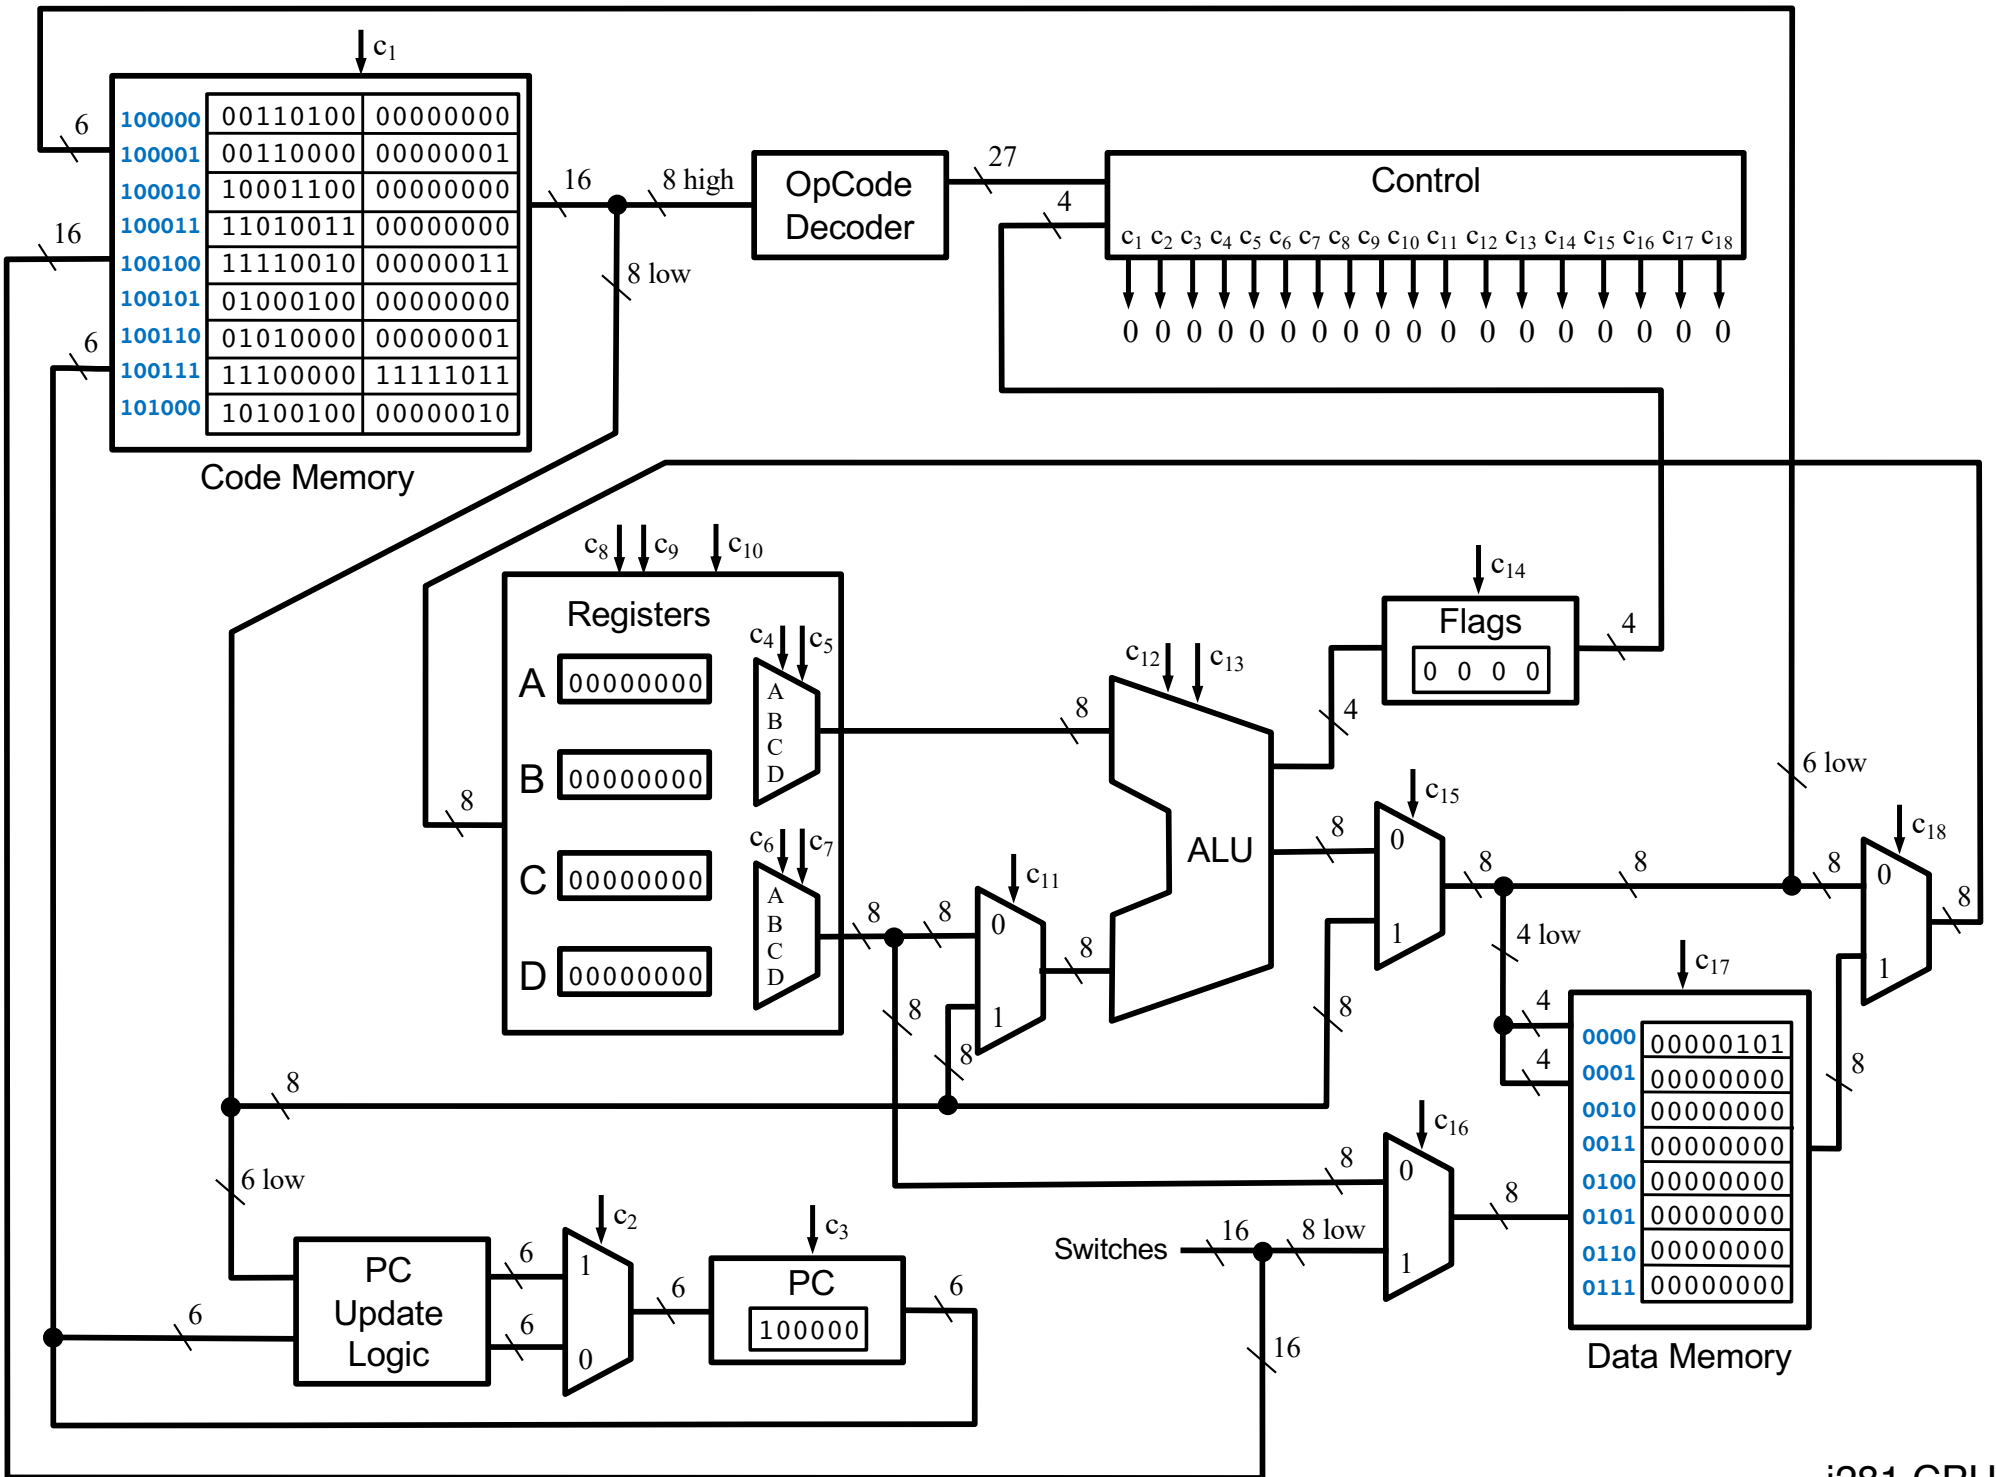 c1
6
16
6
100000 00110100 00000000
100001 00110000 00000001
100010 10001100 00000000
100011 11010011 00000000
100100 11110010 00000011
100101 01000100 00000000
100110 01010000 00000001
100111 11100000 11111011
101000 10100100 00000010
Code Memory
16
8 high
8 low
OpCode
Decoder
27
4
Control
c1 c2 c3 c4 c5 c6 c7 c8 c9 c10 c11 c12 c13 c14 c15 c16 c17 c18
0 0 0 0 0 0 0 0 0 0 0 0 0 0 0 0 0 0
c8 c9 c10
Registers
A 00000000
B 00000000
C 00000000
D 00000000
8
c4 c5
A
B
C
D
c6 c7
A
B
C
D
8
8
8
8
8
c11
0
1
8
c12 c13
ALU
4
c14
Flags
0 0 0 0
4
8
8
c15
0
1
8
8
6 low
8
c18
0
1
8
4 low
4
4
c17
0000 00000101
0001 00000000
0010 00000000
0011 00000000
0100 00000000
0101 00000000
0110 00000000
0111 00000000
Data Memory
8
8
6 low
6
PC
Update
Logic
6
6
c2
1
0
6
c3
PC
100000
6
Switches
16
8 low
16
8
c16
0
1
8